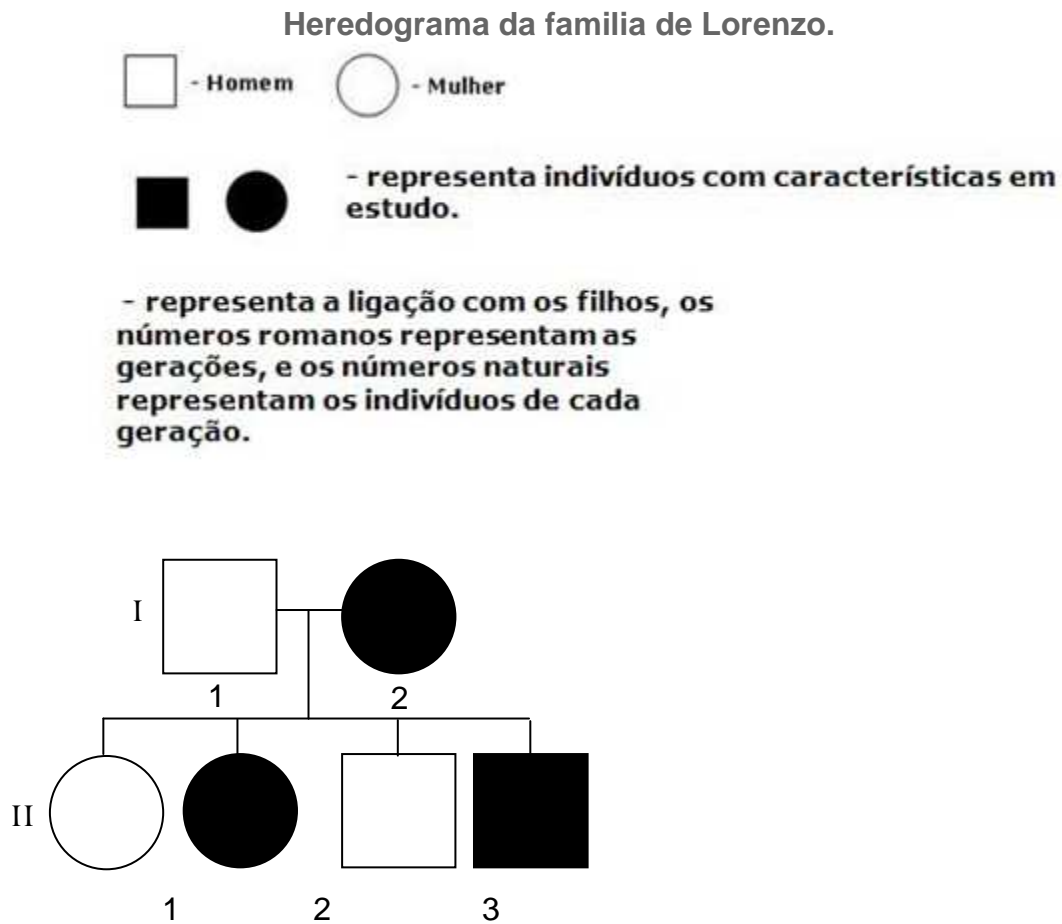 Heredograma da familia de Lorenzo.
- Homem - Mulher
- representa indivíduos com características em
estudo.
- representa a ligação com os filhos, os
números romanos representam as
gerações, e os números naturais
representam os indivíduos de cada
geração.
I
1 2
II
1 2 3